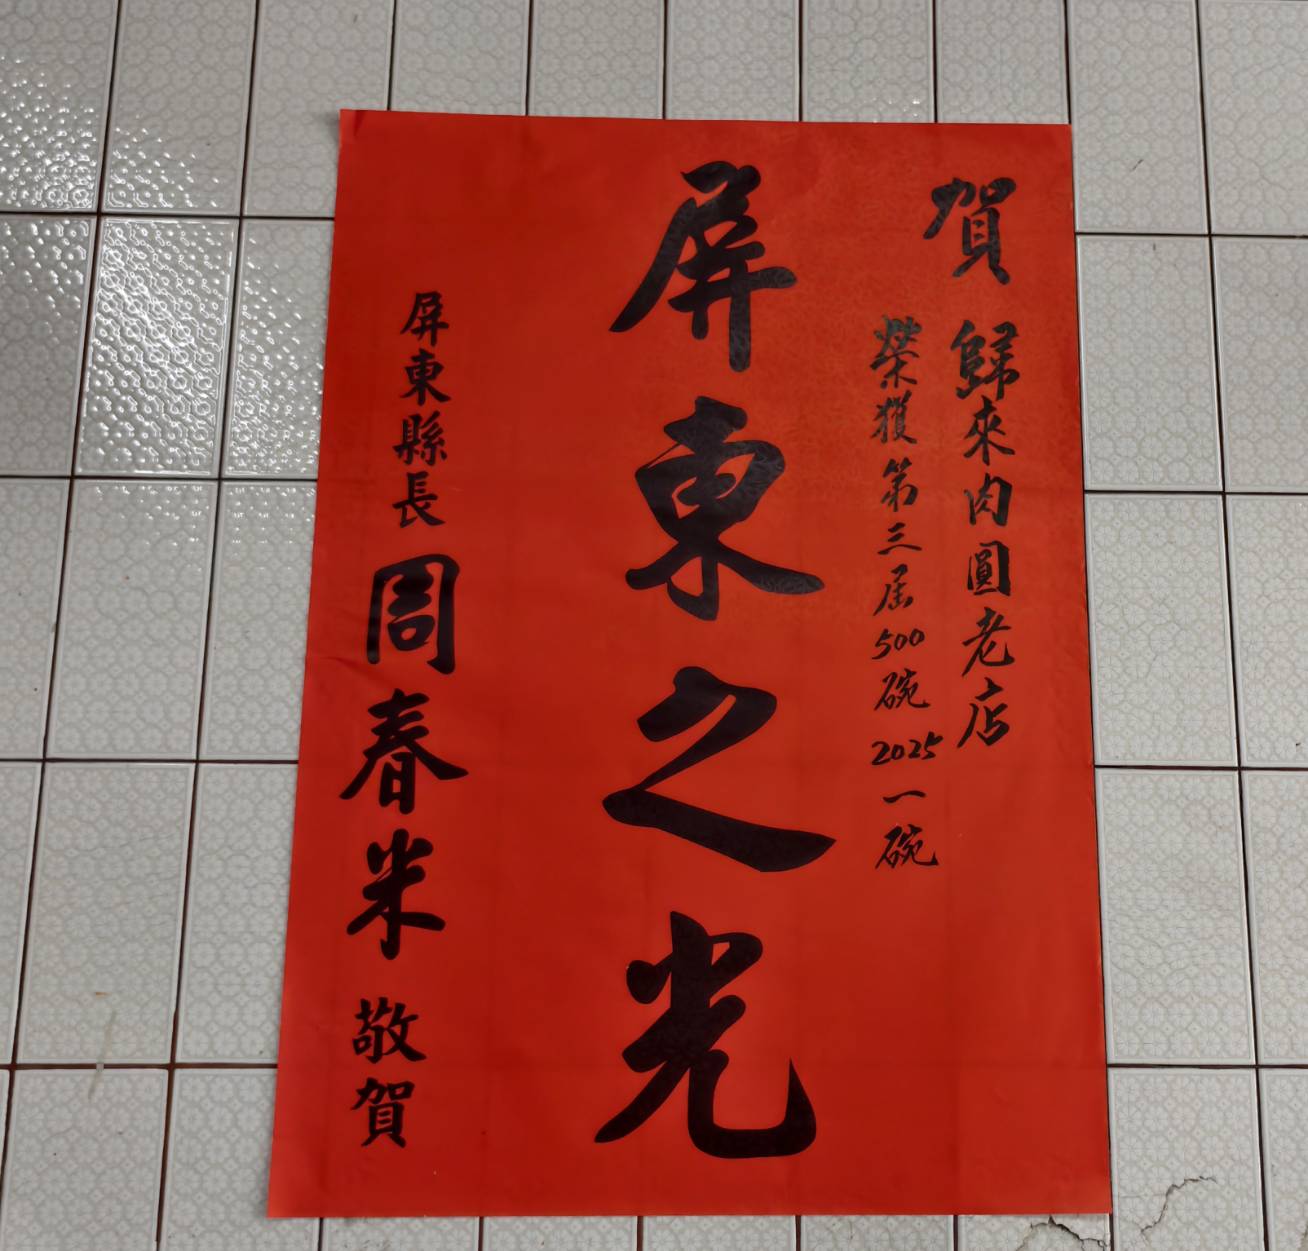 賀
歸來肉圓老店
榮獲第三屆500碗2025一碗
屏東之光
屏東縣長周春米敬賀